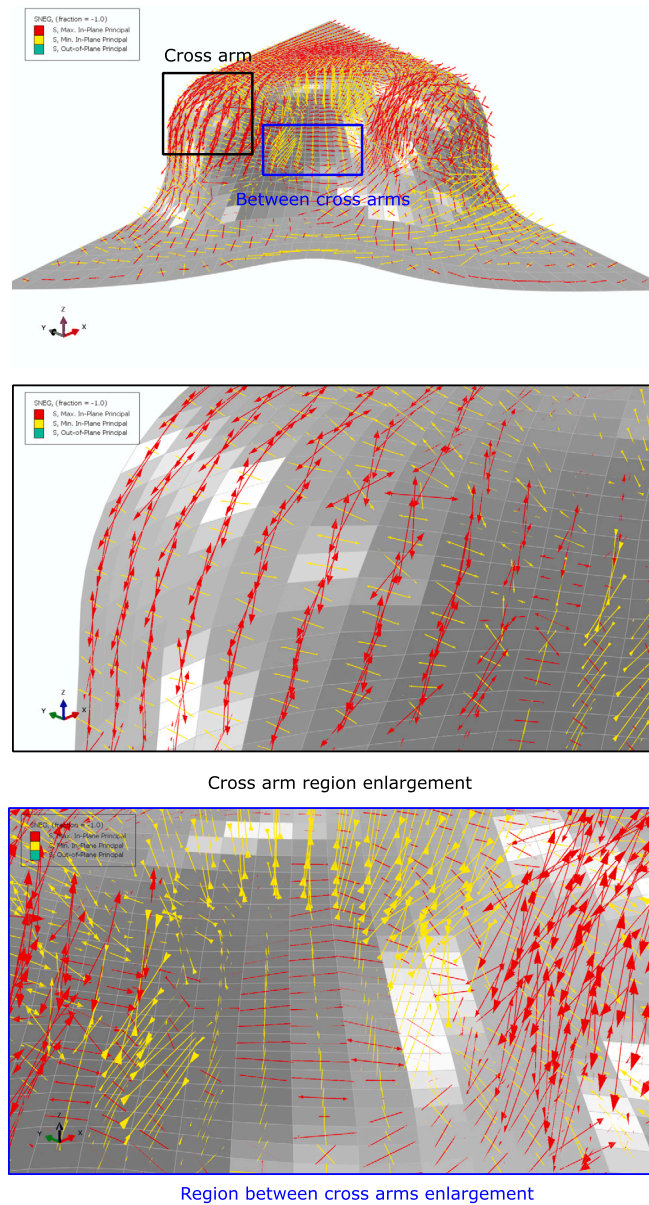 SNEG, (fraction = -1.0)
S, Max. In-Plane Principal
S, Min. In-Plane Principal
S, Out-of-Plane Principal
Cross arm
Between cross arms
Z
Y
X
SNEG, (fraction = -1.0)
S, Max. In-Plane Principal
S, Min. In-Plane Principal
S, Out-of-Plane Principal
Z
Y
X
Cross arm region enlargement
SNEG, (fraction = -1.0)
S, Max. In-Plane Principal
S, Min. In-Plane Principal
S, Out-of-Plane Principal
Z
Y
X
Region between cross arms enlargement